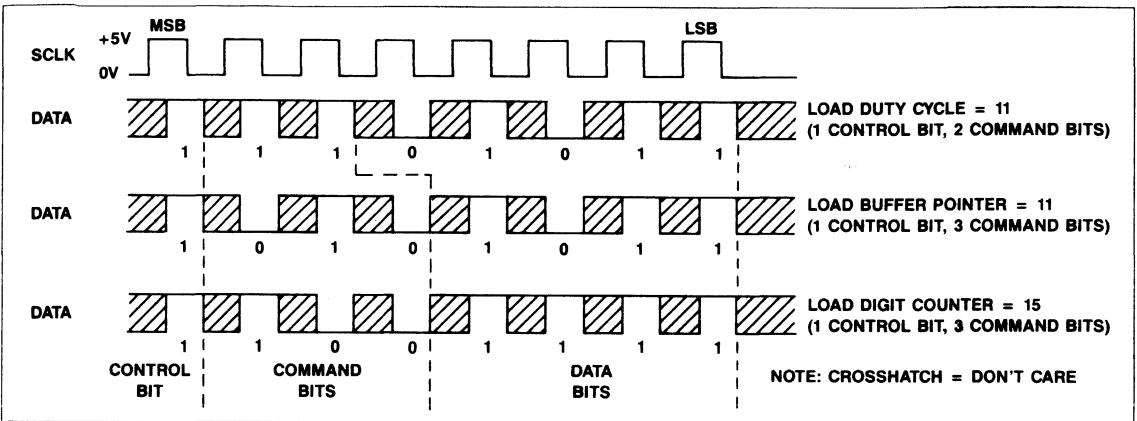 MSB LSB
+5V
SCLK
0V
DATA LOAD DUTY CYCLE = 11
(1 CONTROL BIT, 2 COMMAND BITS)
1 1 1 0 1 0 1 1
DATA LOAD BUFFER POINTER = 11
(1 CONTROL BIT, 3 COMMAND BITS)
1 0 1 0 1 0 1 1
DATA LOAD DIGIT COUNTER = 15
(1 CONTROL BIT, 3 COMMAND BITS)
1 1 0 0 1 1 1 1
CONTROL BIT
COMMAND BITS
DATA BITS
NOTE: CROSSHATCH = DON'T CARE